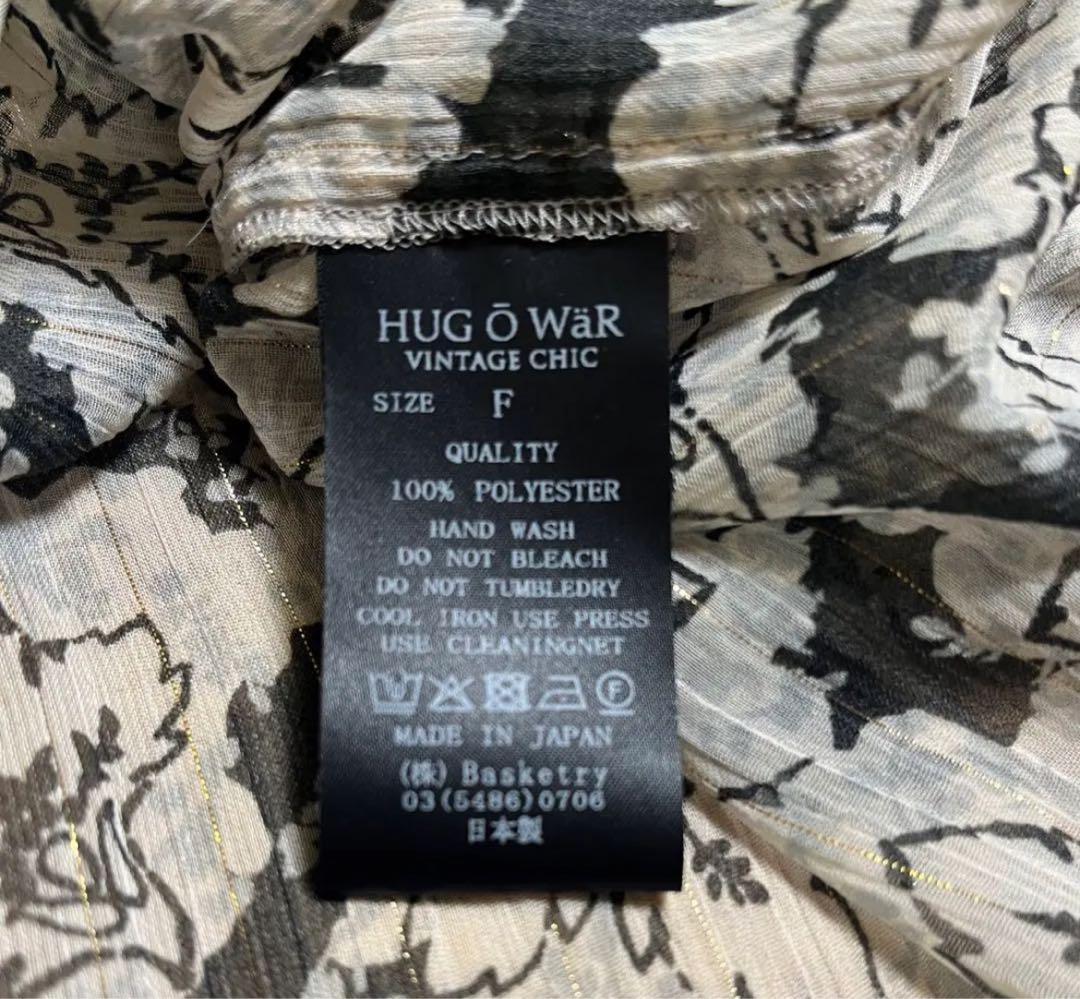 HUG Ō WäR
VINTAGE CHIC
SIZE F
QUALITY
100% POLYESTER
HAND WASH
DO NOT BLEACH
DO NOT TUMBLEDRY
COOL IRON USE PRESS
USE CLEANINGNET
F
MADE IN JAPAN
(株) Basketry
03(5486)0706
日本製